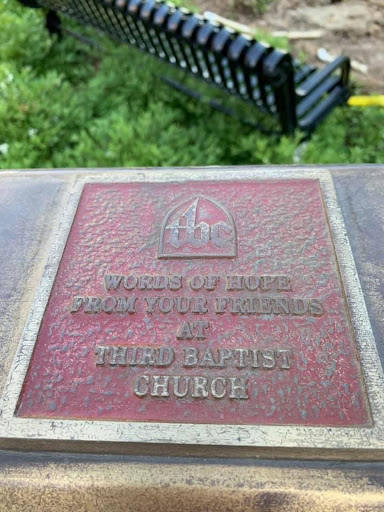 tbc
WORDS OF HOPE
FROM YOUR FRIENDS
AT
THIRD BAPTIST
CHURCH